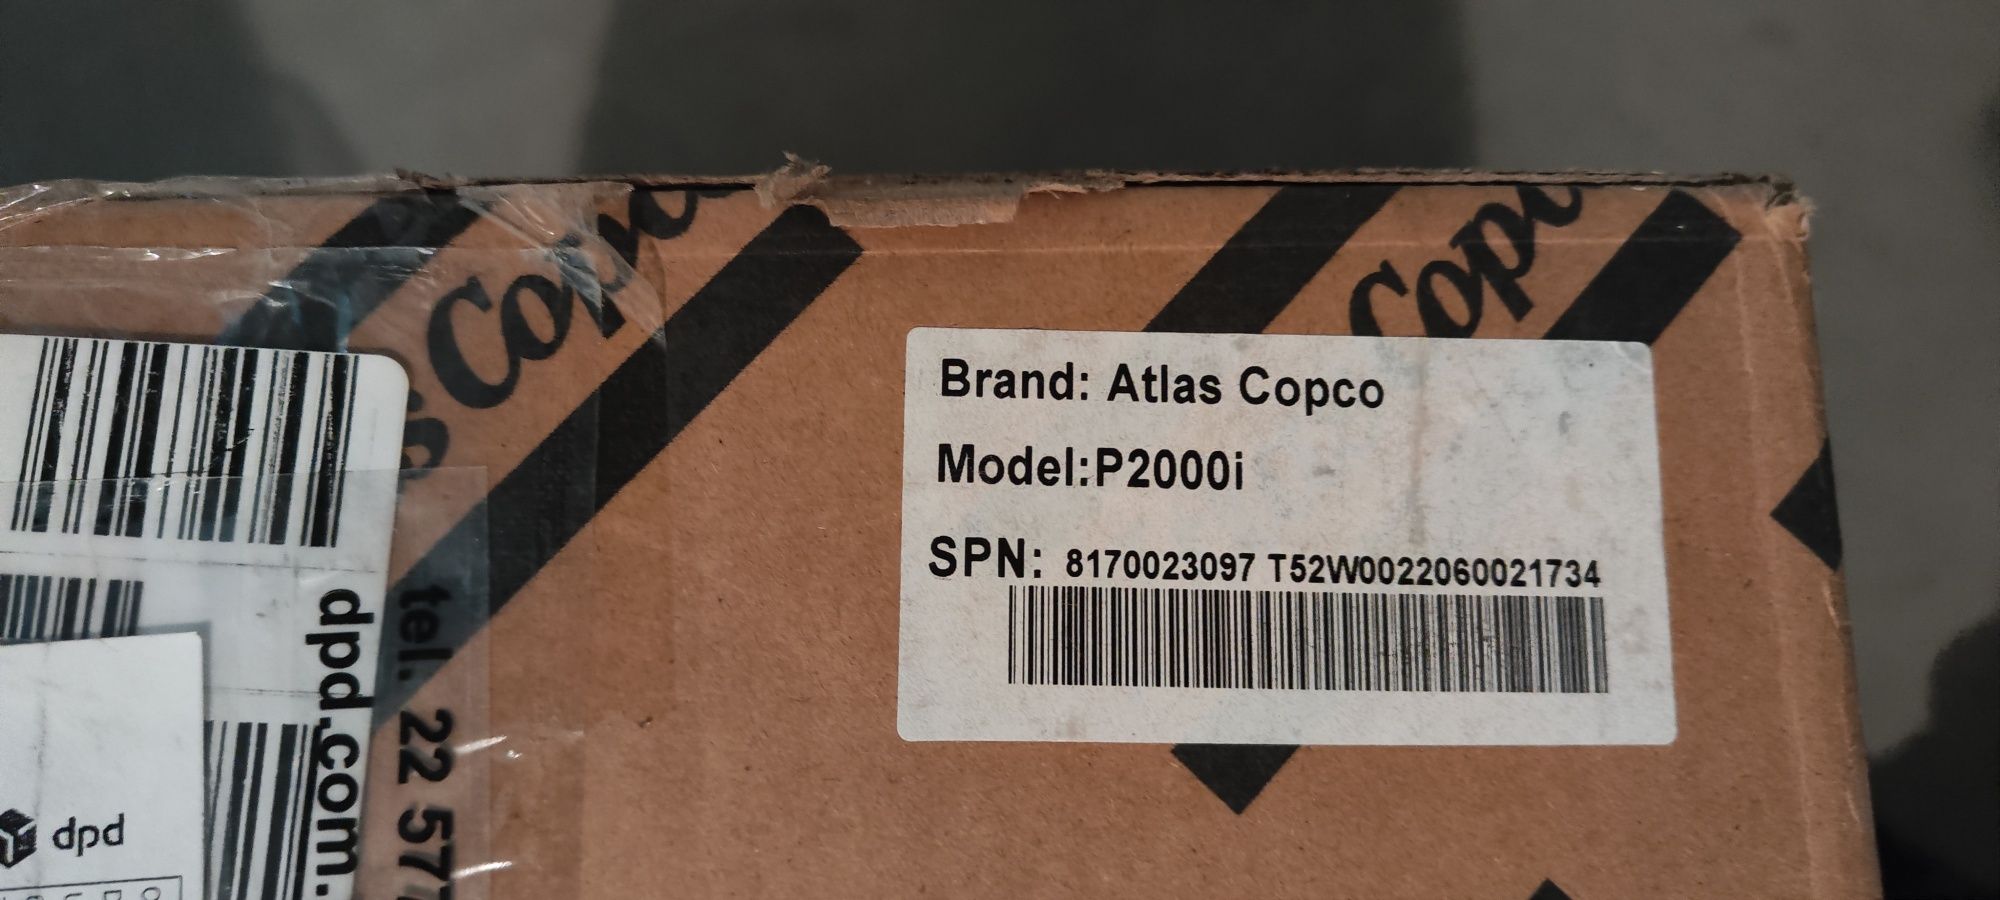 Copco
Copco
Brand: Atlas Copco
Model:P2000i
SPN: 8170023097 T52W0022060021734
dpd.com.
tel. 22 57
dpd